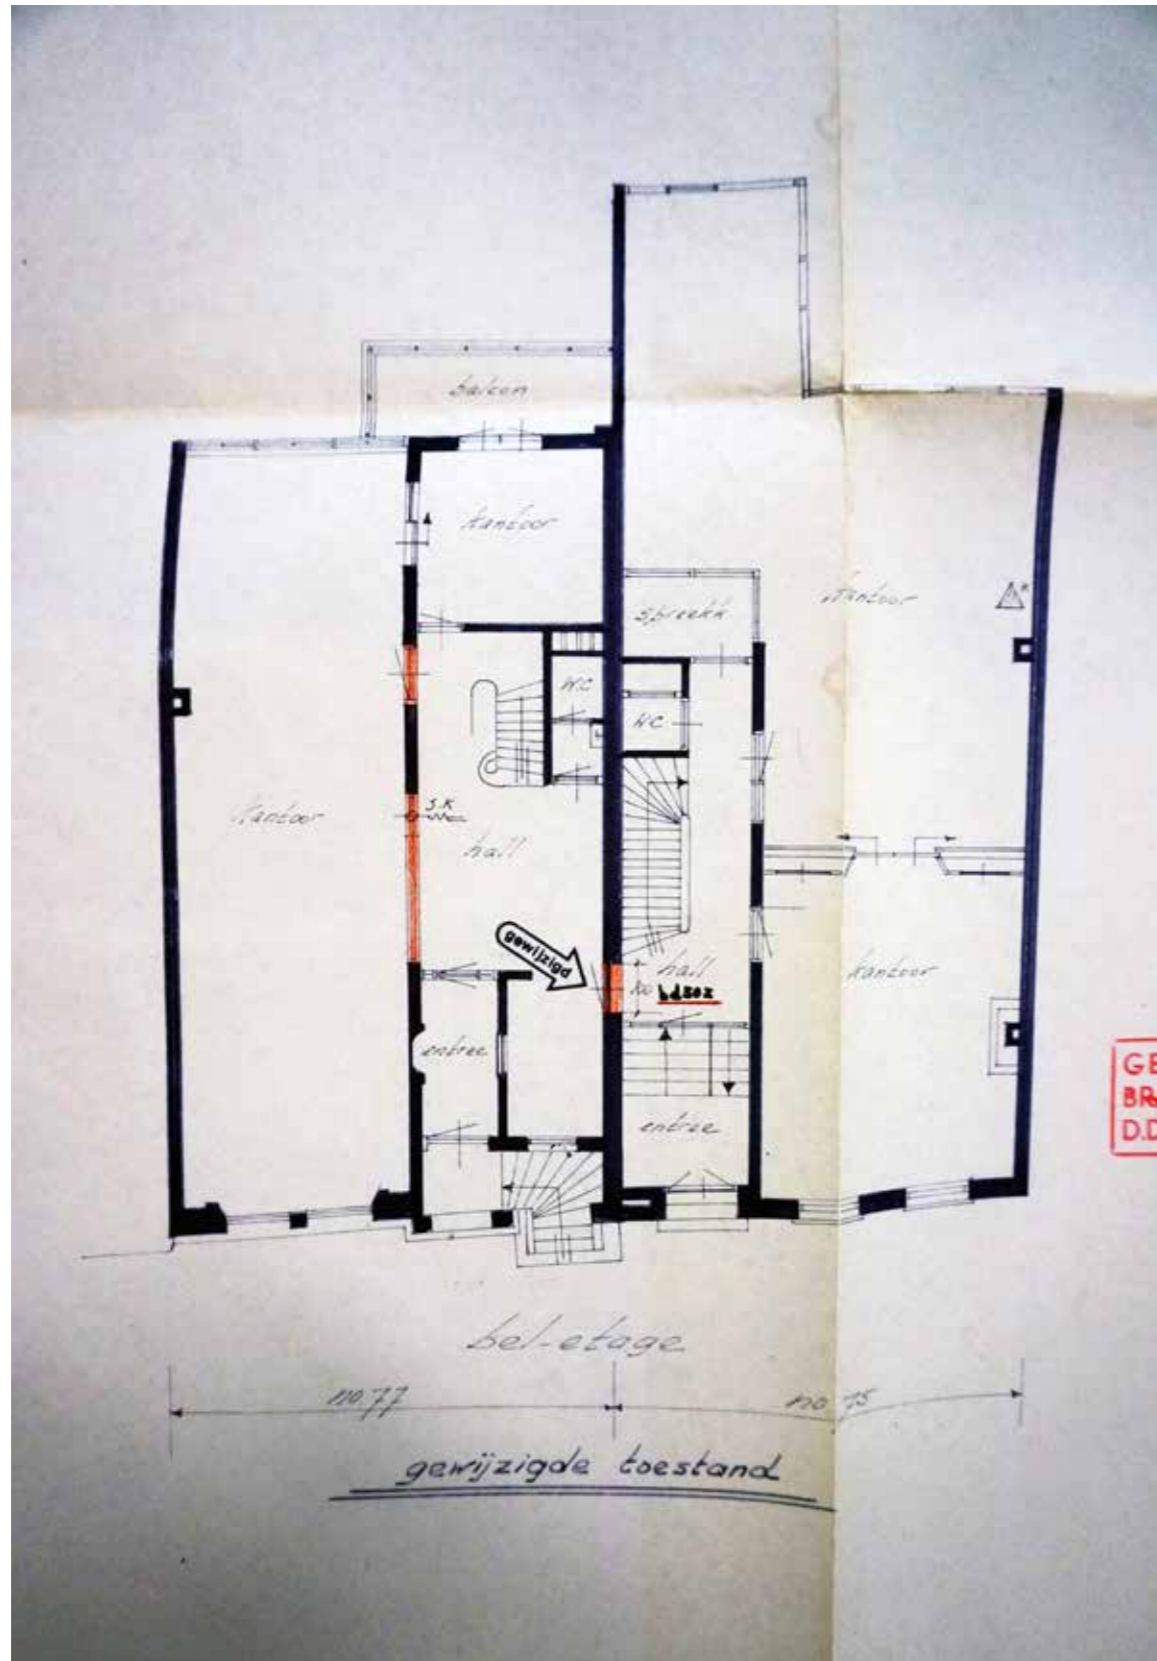 balcon
kantoor
kantoor
spreekk
W.C
W.C
kantoor
S.K
hall
gewijzigd
hall
100
kantoor
entree
entree
GE
BR
D.D
bel-etage
no. 77
no 75
gewijzigde toestand